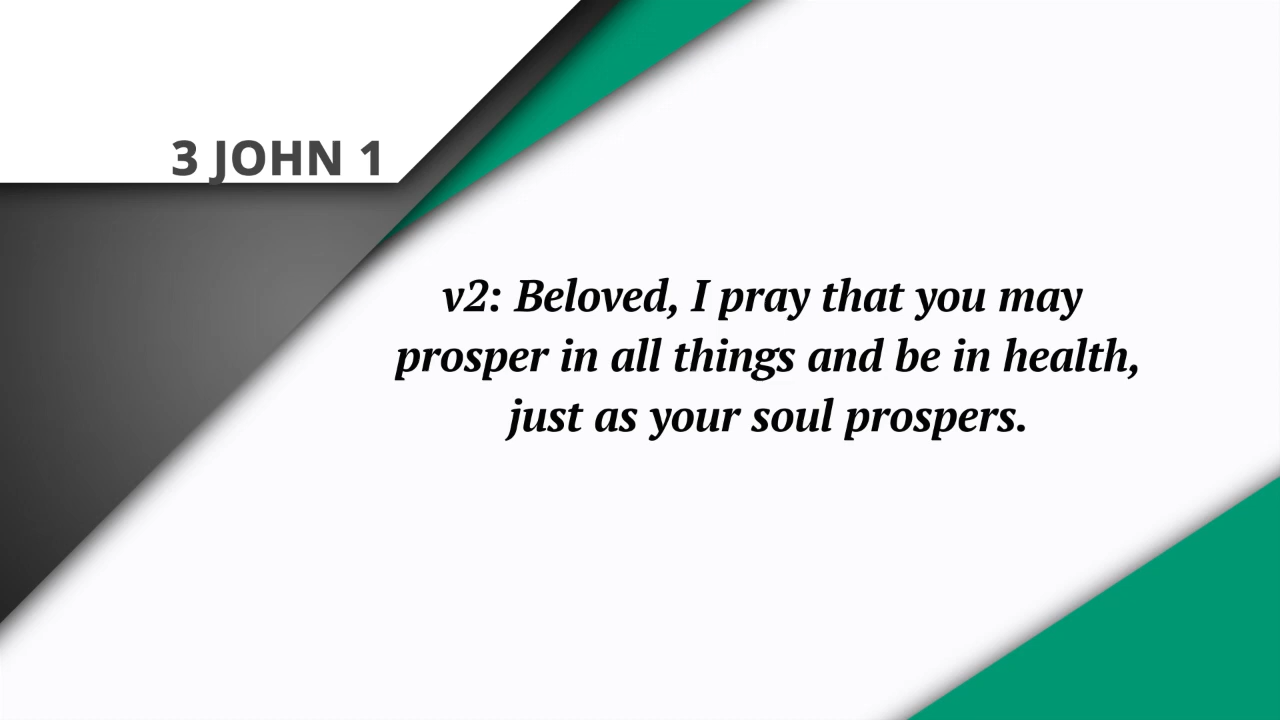 3 JOHN 1
v2: Beloved, I pray that you may
prosper in all things and be in health,
just as your soul prospers.